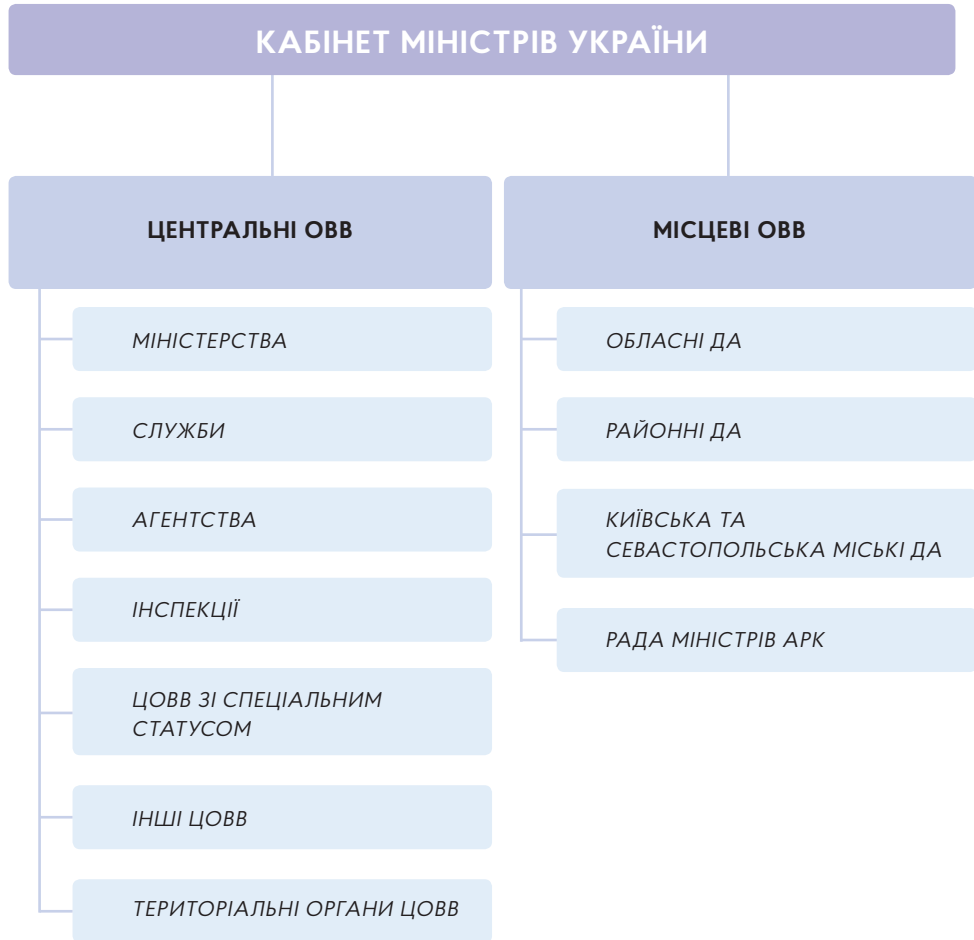 КАБІНЕТ МІНІСТРІВ УКРАЇНИ
ЦЕНТРАЛЬНІ ОВВ
МІНІСТЕРСТВА
СЛУЖБИ
АГЕНТСТВА
ІНСПЕКЦІЇ
ЦОВВ ЗІ СПЕЦІАЛЬНИМ
СТАТУСОМ
ІНШІ ЦОВВ
ТЕРИТОРІАЛЬНІ ОРГАНИ ЦОВВ
МІСЦЕВІ ОВВ
ОБЛАСНІ ДА
РАЙОННІ ДА
КИЇВСЬКА ТА
СЕВАСТОПОЛЬСЬКА МІСЬКІ ДА
РАДА МІНІСТРІВ АРК